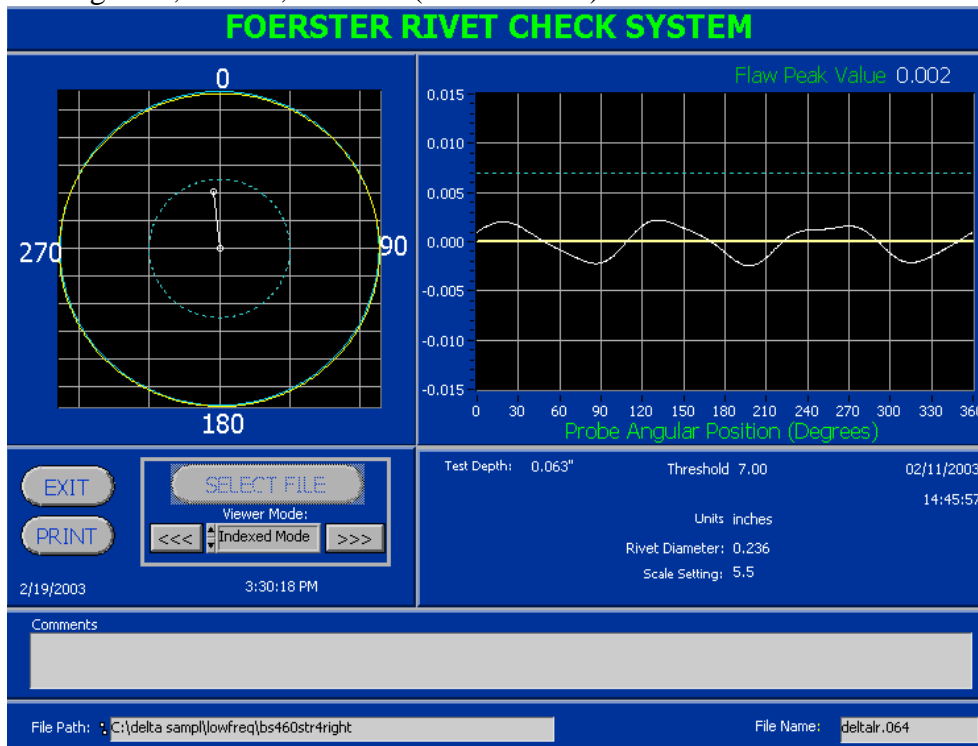 FOERSTER RIVET CHECK SYSTEM
0
90
180
270
Flaw Peak Value 0.002
0.015
0.010
0.005
0.000
-0.005
-0.010
-0.015
0 30 60 90 120 150 180 210 240 270 300 330 360
Probe Angular Position (Degrees)
EXIT
PRINT
SELECT FILE
Viewer Mode:
<<< Indexed Mode >>>
2/19/2003 3:30:18 PM
Test Depth: 0.063" Threshold 7.00 02/11/2003
14:45:57
Units inches
Rivet Diameter: 0.236
Scale Setting: 5.5
Comments
File Path: C:\delta sampl\lowfreq\bs460str4right
File Name: deltalr.064